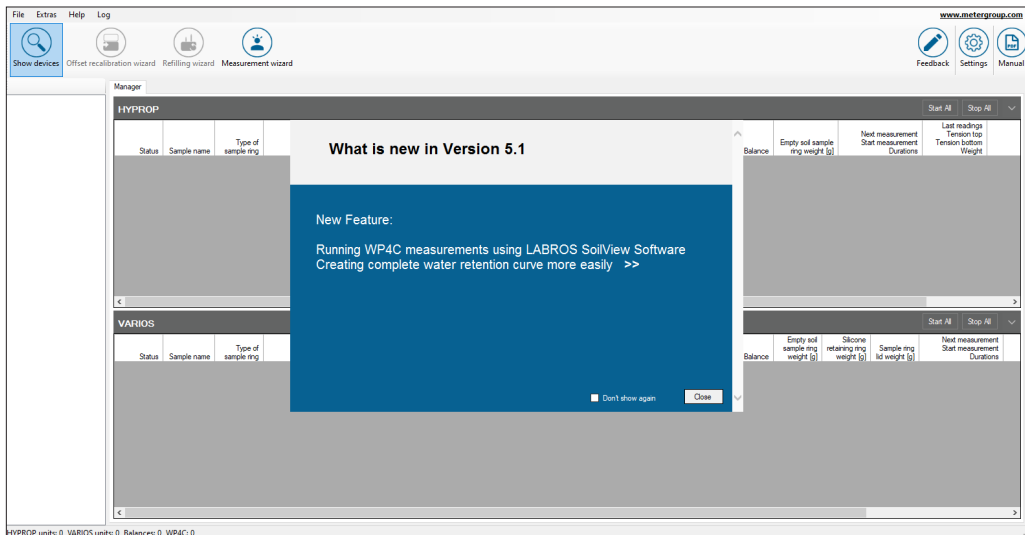 File Extras Help Log
www.metergroup.com
Show devices Offset recalibration wizard Refilling wizard Measurement wizard
Feedback Settings Manual
PDF
Manager
HYPROP
Start All Stop All
Status Sample name Type of sample ring
Balance Empty soil sample ring weight [g] Next measurement Start measurement Durations Last readings Tension top Tension bottom Weight
What is new in Version 5.1
New Feature:
Running WP4C measurements using LABROS SoilView Software
Creating complete water retention curve more easily >>
Don't show again
Close
VARIOS
Start All Stop All
Status Sample name Type of sample ring
Balance Empty soil sample ring weight [g] Silicone retaining ring weight [g] Sample ring lid weight [g] Next measurement Start measurement Durations
HYPROP units: 0 VARIOS units: 0 Balances: 0 WP4C: 0